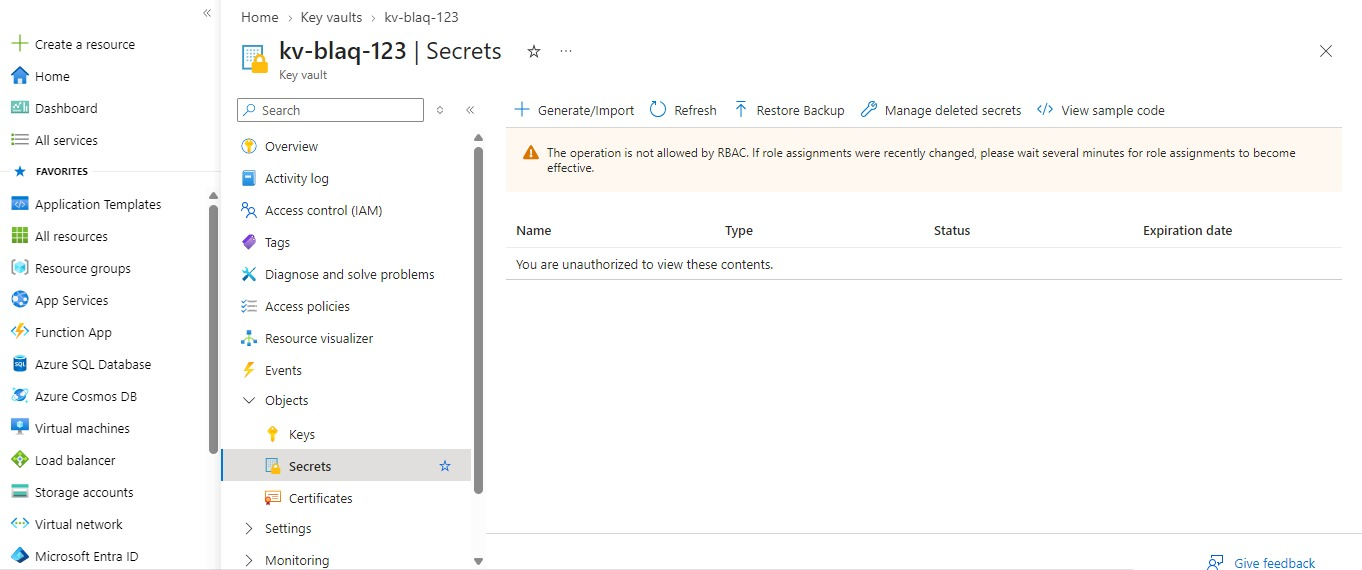 Create a resource
Home
Dashboard
All services
FAVORITES
Application Templates
All resources
Resource groups
App Services
Function App
Azure SQL Database
Azure Cosmos DB
Virtual machines
Load balancer
Storage accounts
Virtual network
Microsoft Entra ID
Home > Key vaults > kv-blaq-123
kv-blaq-123 | Secrets
Key vault
Search
Overview
Activity log
Access control (IAM)
Tags
Diagnose and solve problems
Access policies
Resource visualizer
Events
Objects
Keys
Secrets
Certificates
Settings
Monitoring
Generate/Import Refresh Restore Backup Manage deleted secrets View sample code
The operation is not allowed by RBAC. If role assignments were recently changed, please wait several minutes for role assignments to become
effective.
Name Type Status Expiration date
You are unauthorized to view these contents.
Give feedback